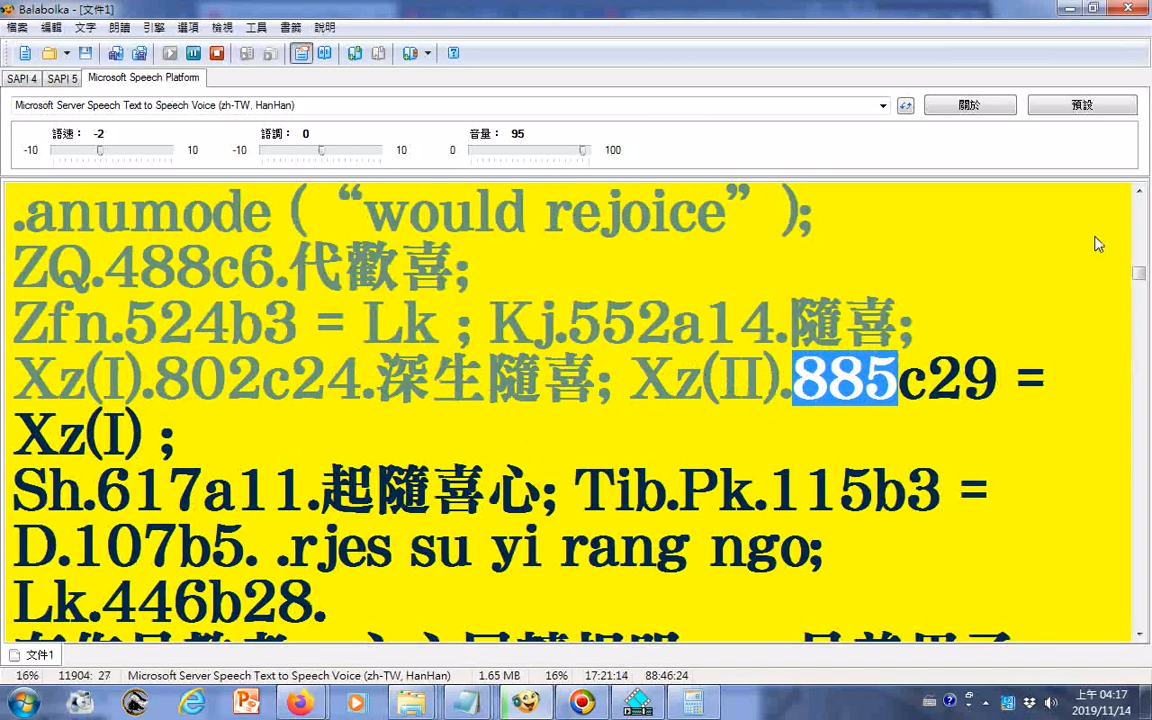 Balabolka - [文件1]
檔案 編輯 文字 朗讀 引擎 選項 檢視 工具 書籤 說明
SAPI 4 SAPI 5 Microsoft Speech Platform
Microsoft Server Speech Text to Speech Voice (zh-TW, HanHan) 關於 預設
語速： -2 語調： 0 音量： 95
-10 10 -10 10 0 100
.anumode (“would rejoice”);
ZQ.488c6.代歡喜;
Zfn.524b3 = Lk ; Kj.552a14.隨喜;
Xz(I).802c24.深生隨喜; Xz(II).885c29 =
Xz(I) ;
Sh.617a11.起隨喜心; Tib.Pk.115b3 =
D.107b5. .rjes su yi rang ngo;
Lk.446b28.
文件1
16% 11904: 27 Microsoft Server Speech Text to Speech Voice (zh-TW, HanHan) 1.65 MB 16% 17:21:14 88:46:24
上午 04:17
2019/11/14